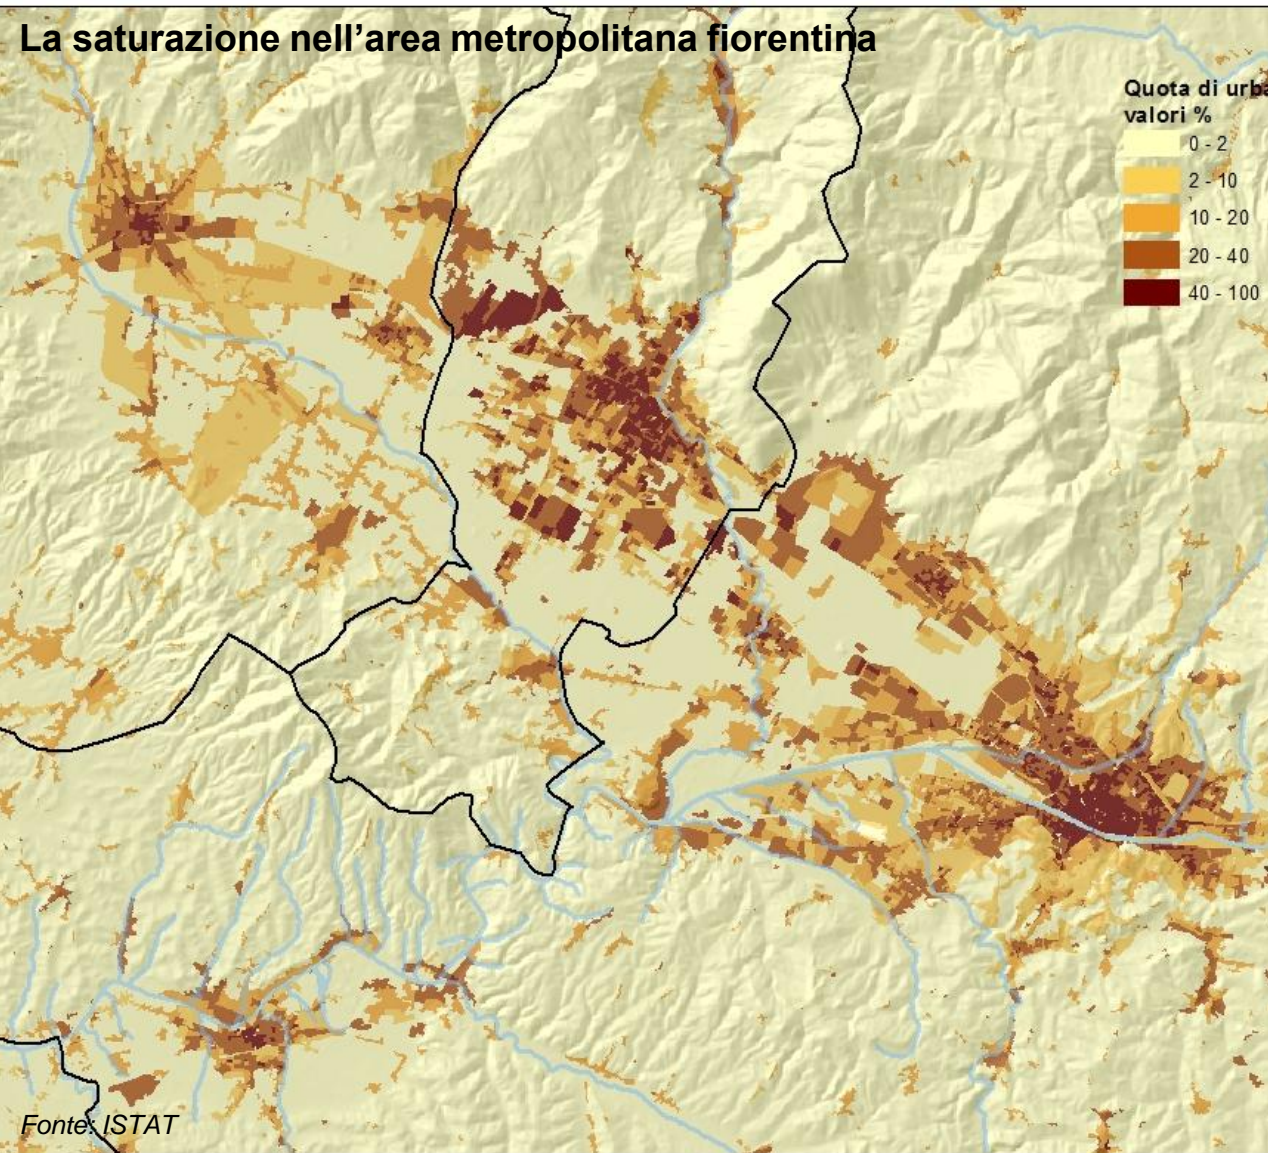 La saturazione nell’area metropolitana fiorentina
Quota di
valori %
0 - 2
2 - 10
10 - 20
20 - 40
40 - 100
Fonte: ISTAT